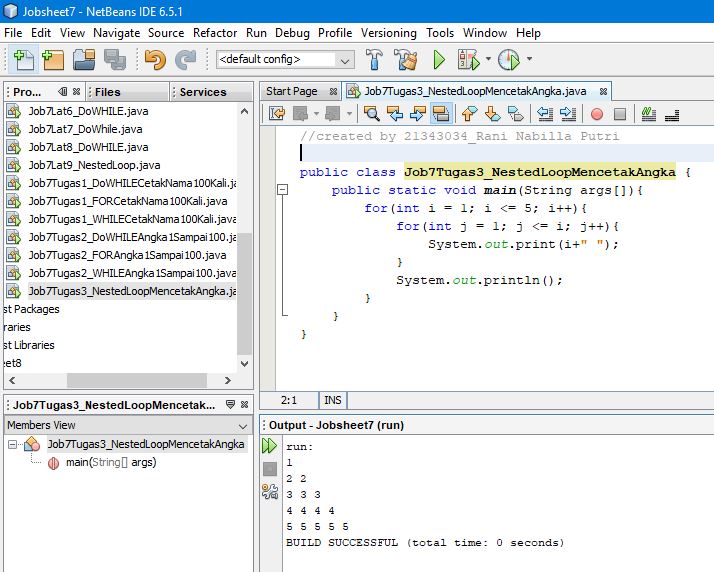 Jobsheet7 - NetBeans IDE 6.5.1
File Edit View Navigate Source Refactor Run Debug Profile Versioning Tools Window Help
<default config>
Pro... Files Services
Job7Lat6_DoWHILE.java
Job7Lat7_DoWhile.java
Job7Lat8_DoWHILE.java
Job7Lat9_NestedLoop.java
Job7Tugas1_DoWHILECetakNama100Kali.java
Job7Tugas1_FORCetakNama100Kali.java
Job7Tugas1_WHILECetakNama100Kali.java
Job7Tugas2_DoWHILEAngka1Sampai100.java
Job7Tugas2_FORAngka1Sampai100.java
Job7Tugas2_WHILEAngka1Sampai100.java
Job7Tugas3_NestedLoopMencetakAngka.ja
st Packages
raries
st Libraries
et8
Job7Tugas3_NestedLoopMencetak...
Members View
Job7Tugas3_NestedLoopMencetakAngka
main(String[] args)
Start Page Job7Tugas3_NestedLoopMencetakAngka.java
//created by 21343034_Rani Nabilla Putri
public class Job7Tugas3_NestedLoopMencetakAngka {
public static void main(String args[]){
for(int i = 1; i <= 5; i++){
for(int j = 1; j <= i; j++){
System.out.print(i+" ");
}
System.out.println();
}
}
}
2:1 INS
Output - Jobsheet7 (run)
run:
1
2 2
3 3 3
4 4 4 4
5 5 5 5 5
BUILD SUCCESSFUL (total time: 0 seconds)